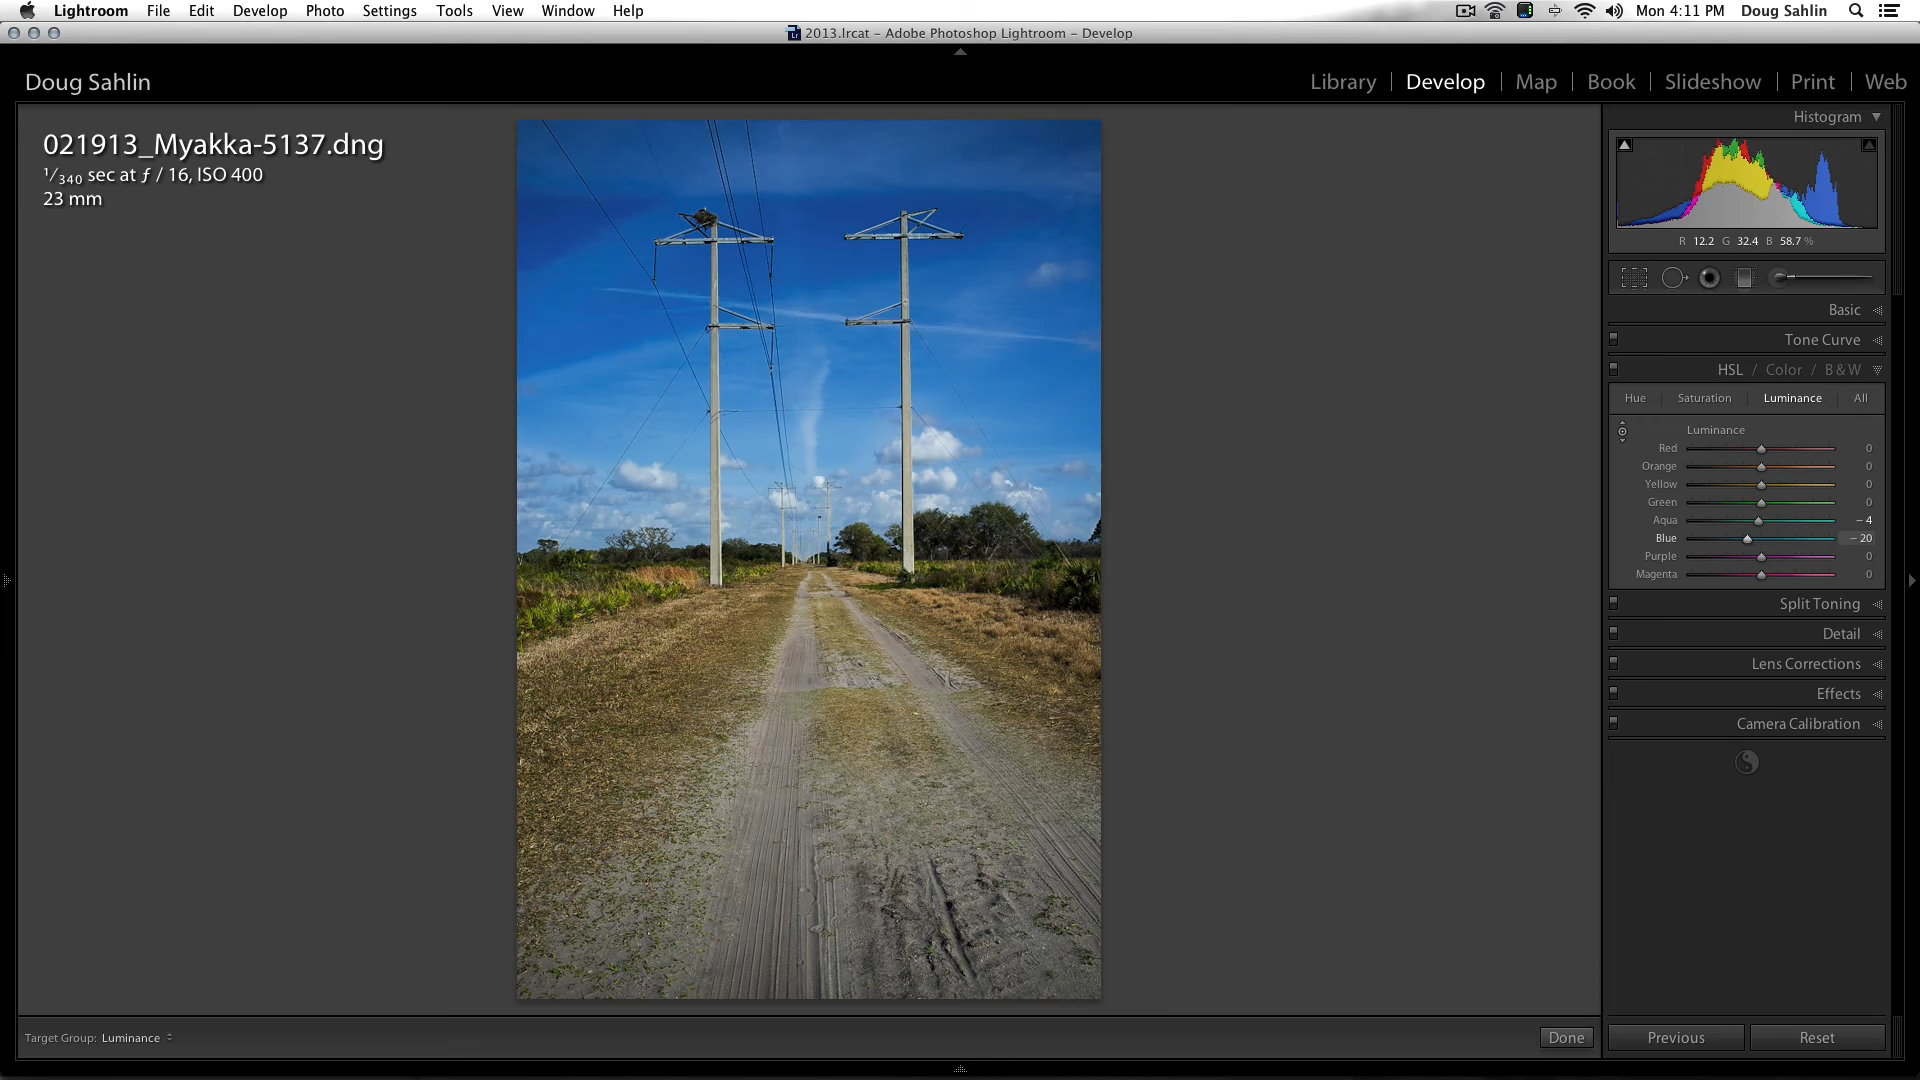 Lightroom File Edit Develop Photo Settings Tools View Window Help Mon 4:11 PM Doug Sahlin
2013.lrcat – Adobe Photoshop Lightroom – Develop
Doug Sahlin
Library | Develop | Map | Book | Slideshow | Print | Web
021913_Myakka-5137.dng
1/340 sec at ƒ / 16, ISO 400
23 mm
Histogram
R 12.2 G 32.4 B 58.7 %
Basic
Tone Curve
HSL / Color / B & W
Hue | Saturation | Luminance | All
Luminance
Red 0
Orange 0
Yellow 0
Green 0
Aqua – 4
Blue – 20
Purple 0
Magenta 0
Split Toning
Detail
Lens Corrections
Effects
Camera Calibration
Target Group: Luminance
Done
Previous
Reset